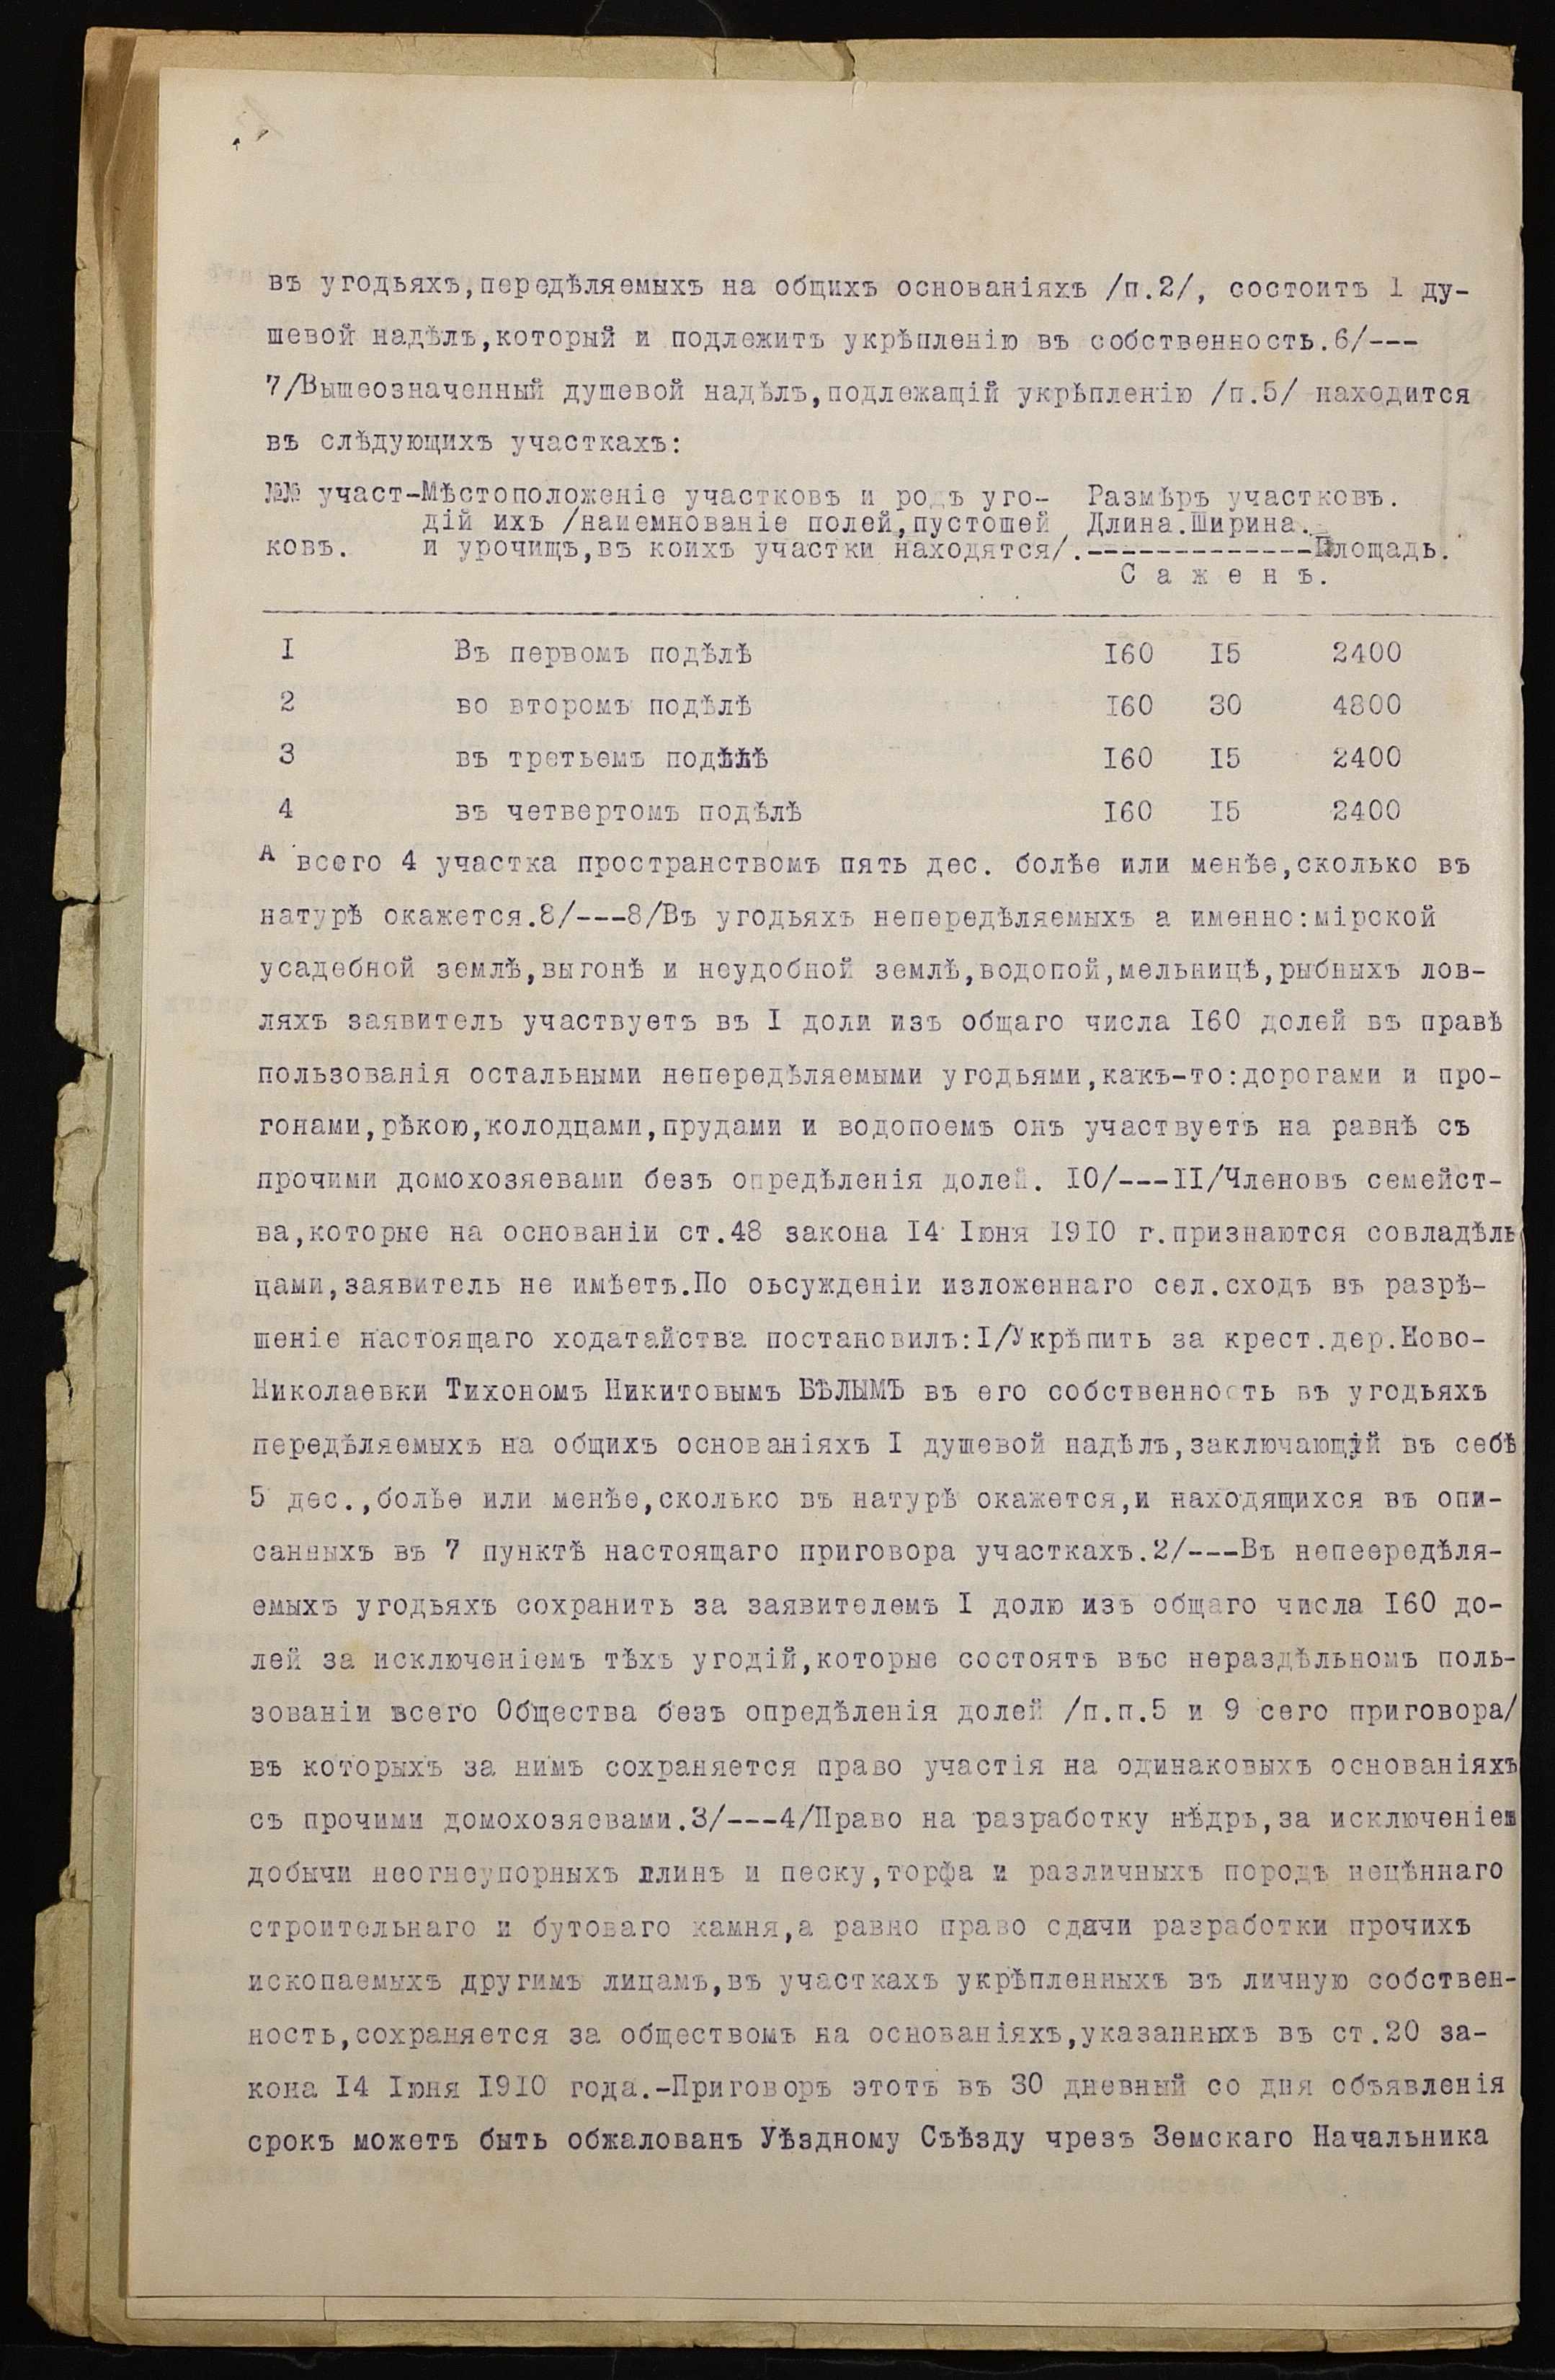 въ угодьяхъ,передѣляемыхъ на общихъ основаніяхъ /п.2/, состоитъ 1 ду-
шевой надѣлъ,который и подлежитъ укрѣпленію въ собственность.6/---
7/Вышеозначенный душевой надѣлъ,подлежащій укрѣпленію /п.5/ находится
въ слѣдующихъ участкахъ:
№№ участ-Мѣстоположеніе участковъ и родъ уго- Размѣръ участковъ.
дій ихъ /наиемнованіе полей,пустошей Длина.Ширина.
ковъ. и урочищъ,въ коихъ участки находятся/.-------------Площадь.
С а ж е н ъ.
I Въ первомъ подѣлѣ I60 I5 2400
2 во второмъ подѣлѣ I60 30 4800
3 въ третьемъ подѣлѣ I60 I5 2400
4 въ четвертомъ подѣлѣ I60 I5 2400
А всего 4 участка пространствомъ пять дес. болѣе или менѣе,сколько въ
натурѣ окажется.8/---8/Въ угодьяхъ непередѣляемыхъ а именно:мірской
усадебной землѣ,выгонѣ и неудобной землѣ,водопой,мельницѣ,рыбныхъ лов-
ляхъ заявитель участвуетъ въ I доли изъ общаго числа I60 долей въ правѣ
пользованія остальными непередѣляемыми угодьями,какъ-то:дорогами и про-
гонами,рѣкою,колодцами,прудами и водопоемъ онъ участвуетъ на равнѣ съ
прочими домохозяевами безъ опредѣленія долей. I0/---II/Членовъ семейст-
ва,которые на основаніи ст.48 закона I4 Іюня 19I0 г.признаются совладѣль
цами,заявитель не имѣетъ.По оьсужденіи изложеннаго сел.сходъ въ разрѣ-
шеніе настоящаго ходатайства постановилъ:I/Укрѣпить за крест.дер.Ново-
Николаевки Тихономъ Никитовымъ БѢЛЫМЪ въ его собственность въ угодьяхъ
передѣляемыхъ на общихъ основаніяхъ I душевой надѣлъ,заключающій въ себѣ
5 дес.,болѣе или менѣе,сколько въ натурѣ окажется,и находящихся въ опи-
санныхъ въ 7 пунктѣ настоящаго приговора участкахъ.2/---Въ непеередѣля-
емыхъ угодьяхъ сохранить за заявителемъ I долю изъ общаго числа I60 до-
лей за исключеніемъ тѣхъ угодій,которые состоятъ въс нераздѣльномъ поль-
зованіи всего Общества безъ опредѣленія долей /п.п.5 и 9 сего приговора/
въ которыхъ за нимъ сохраняется право участія на одинаковыхъ основаніяхъ
съ прочими домохозяевами.3/---4/Право на разработку нѣдръ,за исключеніем
добычи неогнеупорныхъ глинъ и песку,торфа и различныхъ породъ нецѣннаго
строительнаго и бутоваго камня,а равно право сдачи разработки прочихъ
ископаемыхъ другимъ лицамъ,въ участкахъ укрѣпленныхъ въ личную собствен-
ность,сохраняется за обществомъ на основаніяхъ,указанныхъ въ ст.20 за-
кона I4 Іюня I9I0 года.-Приговоръ этотъ въ 30 дневный со дня объявленія
срокъ можетъ быть обжалованъ Уѣздному Съѣзду чрезъ Земскаго Начальника